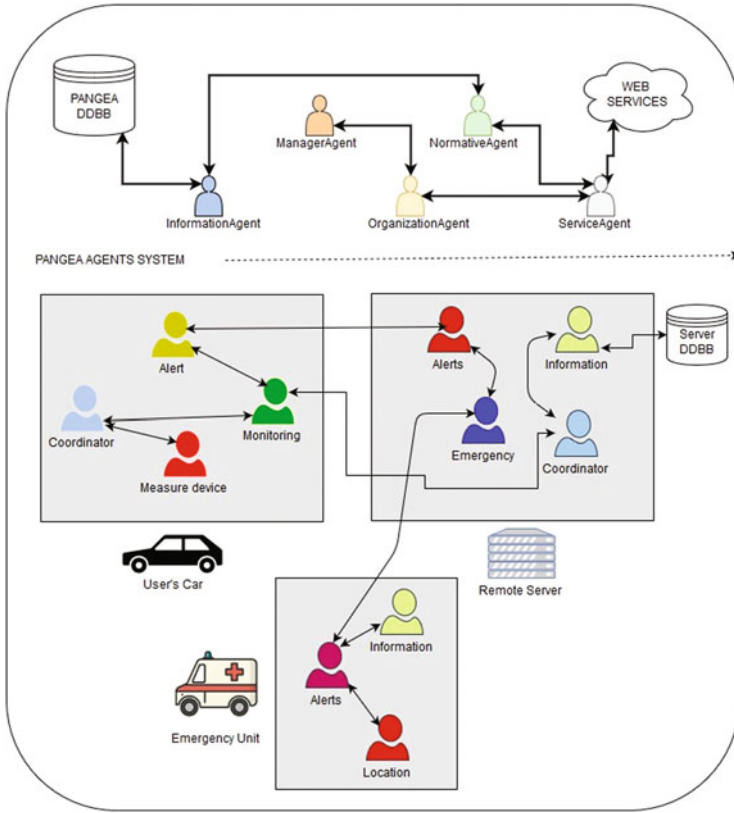 PANGEA
DDBB
WEB
SERVICES
ManagerAgent
NormativeAgent
InformationAgent
OrganizationAgent
ServiceAgent
PANGEA AGENTS SYSTEM
Alert
Alerts
Information
Server
DDBB
Coordinator
Monitoring
Emergency
Coordinator
Measure device
User's Car
Remote Server
Information
Alerts
Emergency Unit
Location